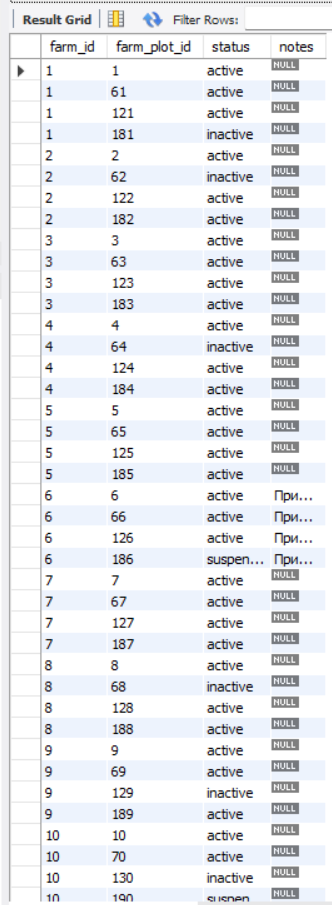 Result Grid Filter Rows:
farm_id farm_plot_id status notes
1 1 active NULL
1 61 active NULL
1 121 active NULL
1 181 inactive NULL
2 2 active NULL
2 62 inactive NULL
2 122 active NULL
2 182 active NULL
3 3 active NULL
3 63 active NULL
3 123 active NULL
3 183 active NULL
4 4 active NULL
4 64 inactive NULL
4 124 active NULL
4 184 active NULL
5 5 active NULL
5 65 active NULL
5 125 active NULL
5 185 active NULL
6 6 active При...
6 66 active При...
6 126 active При...
6 186 suspen... При...
7 7 active NULL
7 67 active NULL
7 127 active NULL
7 187 active NULL
8 8 active NULL
8 68 inactive NULL
8 128 active NULL
8 188 active NULL
9 9 active NULL
9 69 active NULL
9 129 inactive NULL
9 189 active NULL
10 10 active NULL
10 70 active NULL
10 130 inactive NULL
10 190 suspen... NULL